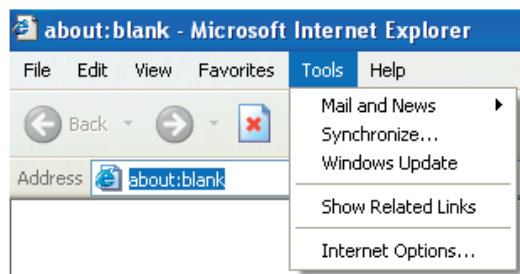 about:blank - Microsoft Internet Explorer
File Edit View Favorites Tools Help
Back
Address about:blank
Mail and News
Synchronize...
Windows Update
Show Related Links
Internet Options...